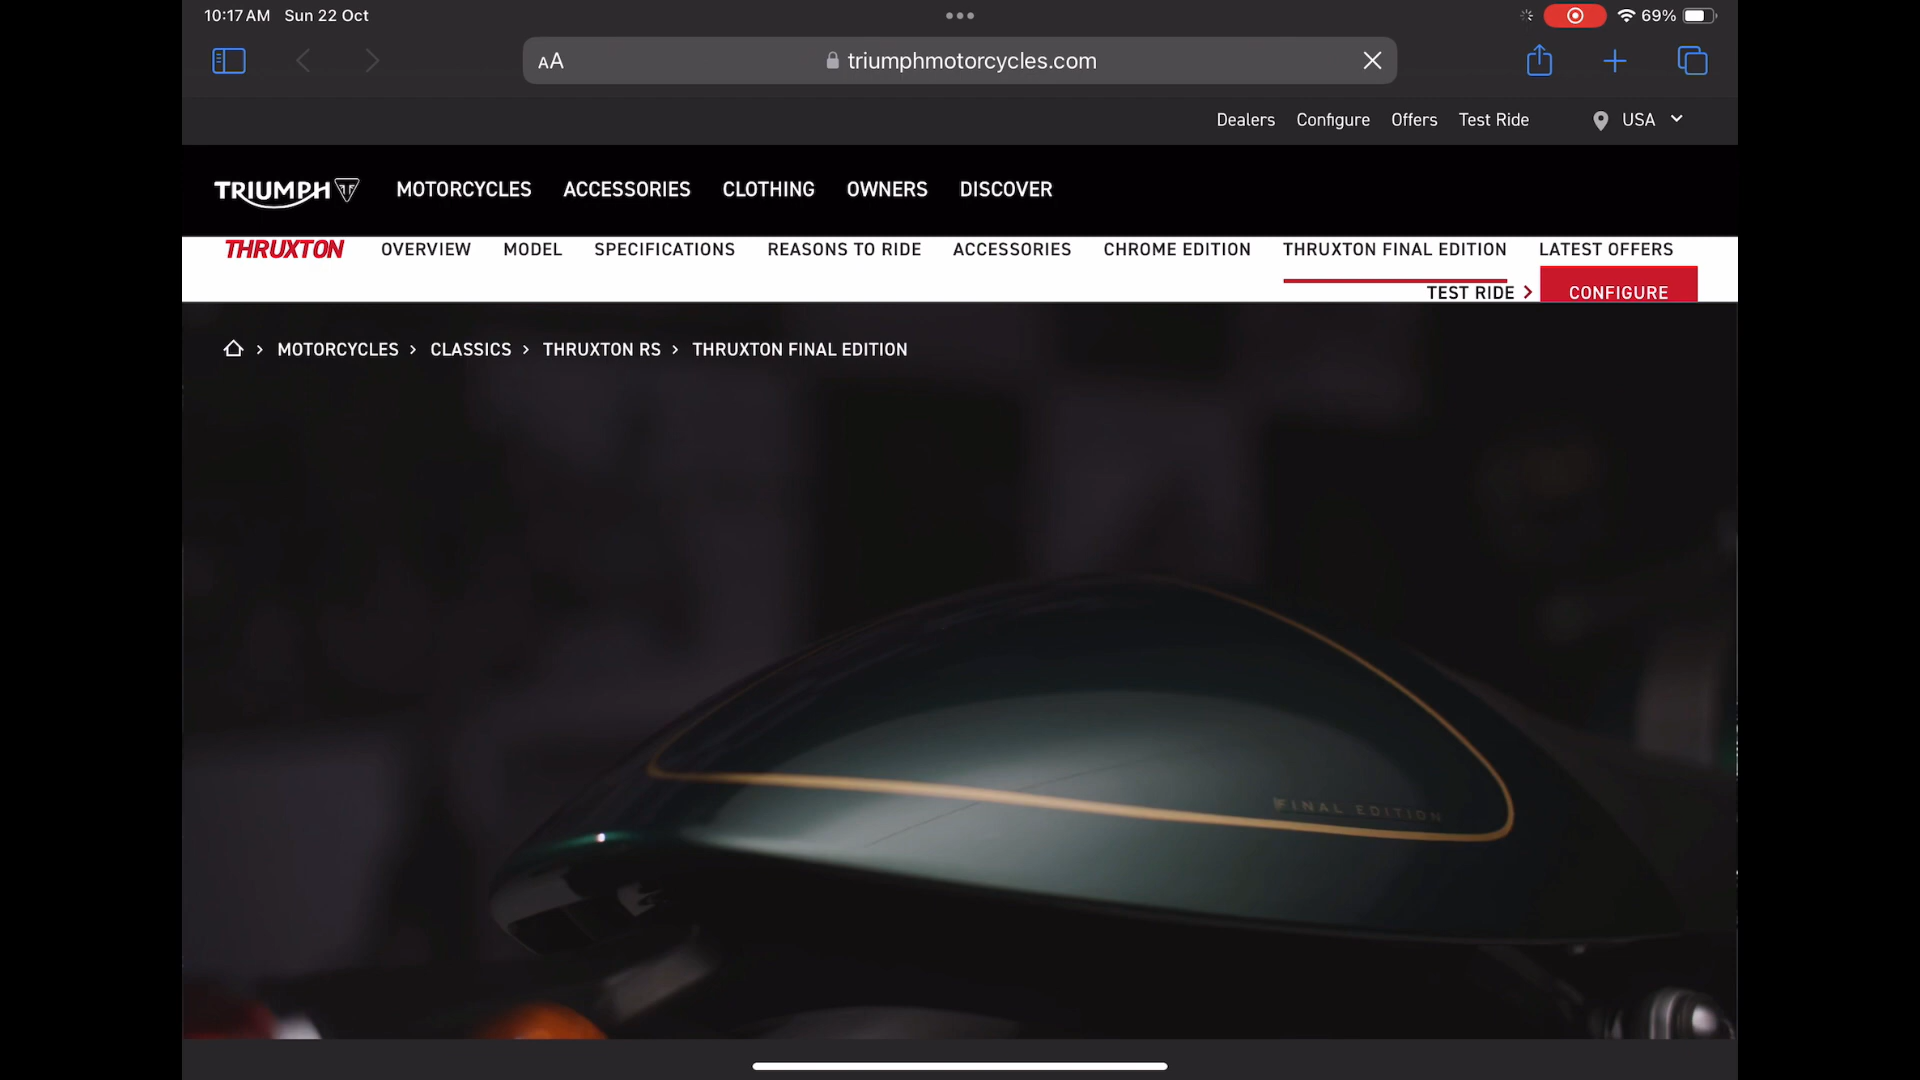 10:17 AM Sun 22 Oct
69%
AA triumphmotorcycles.com
Dealers Configure Offers Test Ride USA
TRIUMPH MOTORCYCLES ACCESSORIES CLOTHING OWNERS DISCOVER
THRUXTON OVERVIEW MODEL SPECIFICATIONS REASONS TO RIDE ACCESSORIES CHROME EDITION THRUXTON FINAL EDITION LATEST OFFERS
TEST RIDE CONFIGURE
MOTORCYCLES > CLASSICS > THRUXTON RS > THRUXTON FINAL EDITION
FINAL EDITION